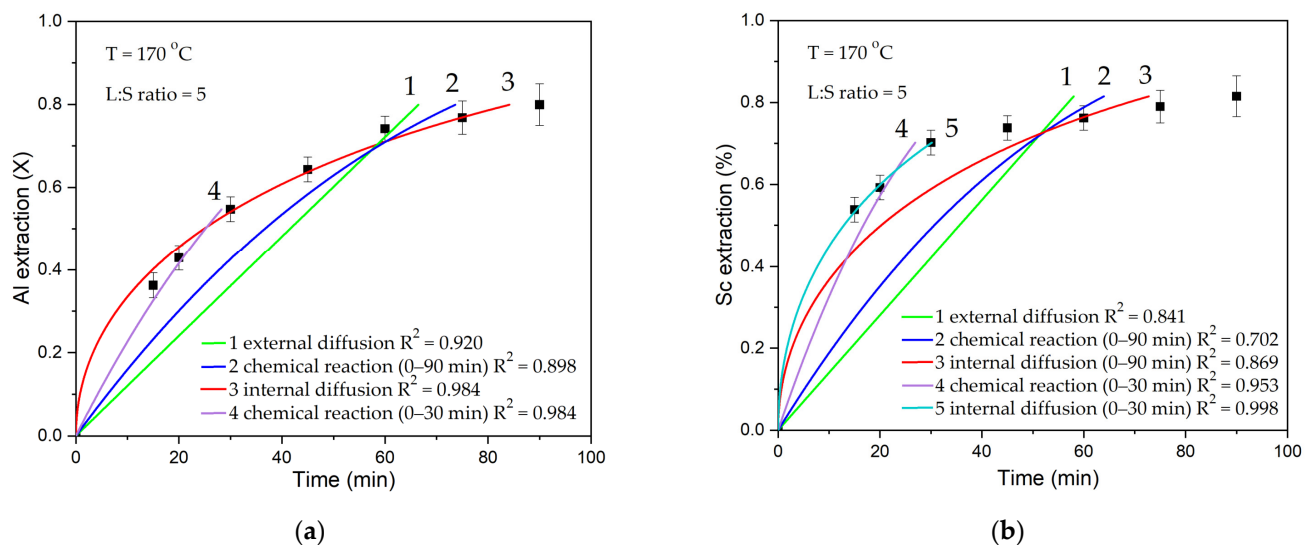 1.0
0.8
0.6
0.4
0.2
0.0
0
20
40
60
80
100
Al extraction (X)
Time (min)
T = 170 °C
L:S ratio = 5
1
2
3
4
1 external diffusion R² = 0.920
2 chemical reaction (0–90 min) R² = 0.898
3 internal diffusion R² = 0.984
4 chemical reaction (0–30 min) R² = 0.984
(a)
1.0
0.8
0.6
0.4
0.2
0.0
0
20
40
60
80
100
Sc extraction (%)
Time (min)
T = 170 °C
L:S ratio = 5
1
2
3
4
5
1 external diffusion R² = 0.841
2 chemical reaction (0–90 min) R² = 0.702
3 internal diffusion (0–90 min) R² = 0.869
4 chemical reaction (0–30 min) R² = 0.953
5 internal diffusion (0–30 min) R² = 0.998
(b)